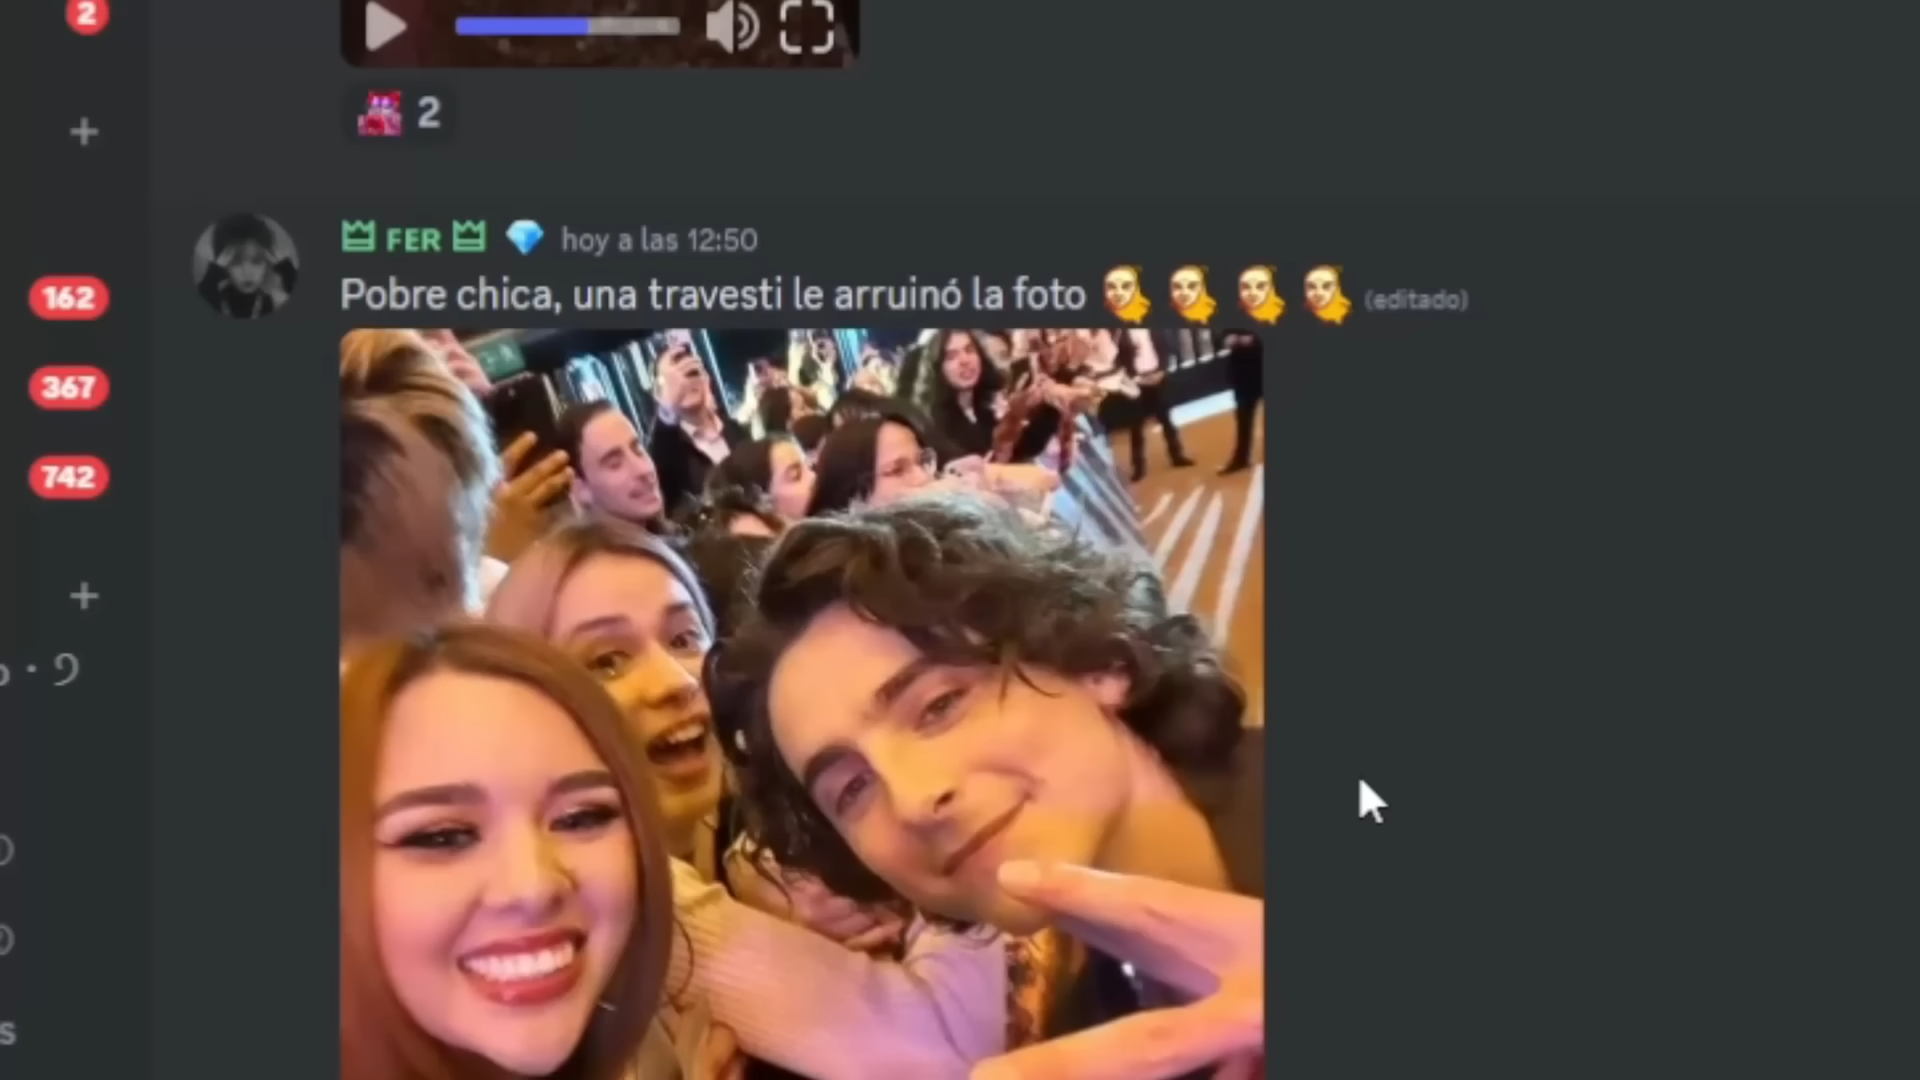 2
2
FER hoy a las 12:50
Pobre chica, una travesti le arruinó la foto (editado)
162
367
742
· 9
s